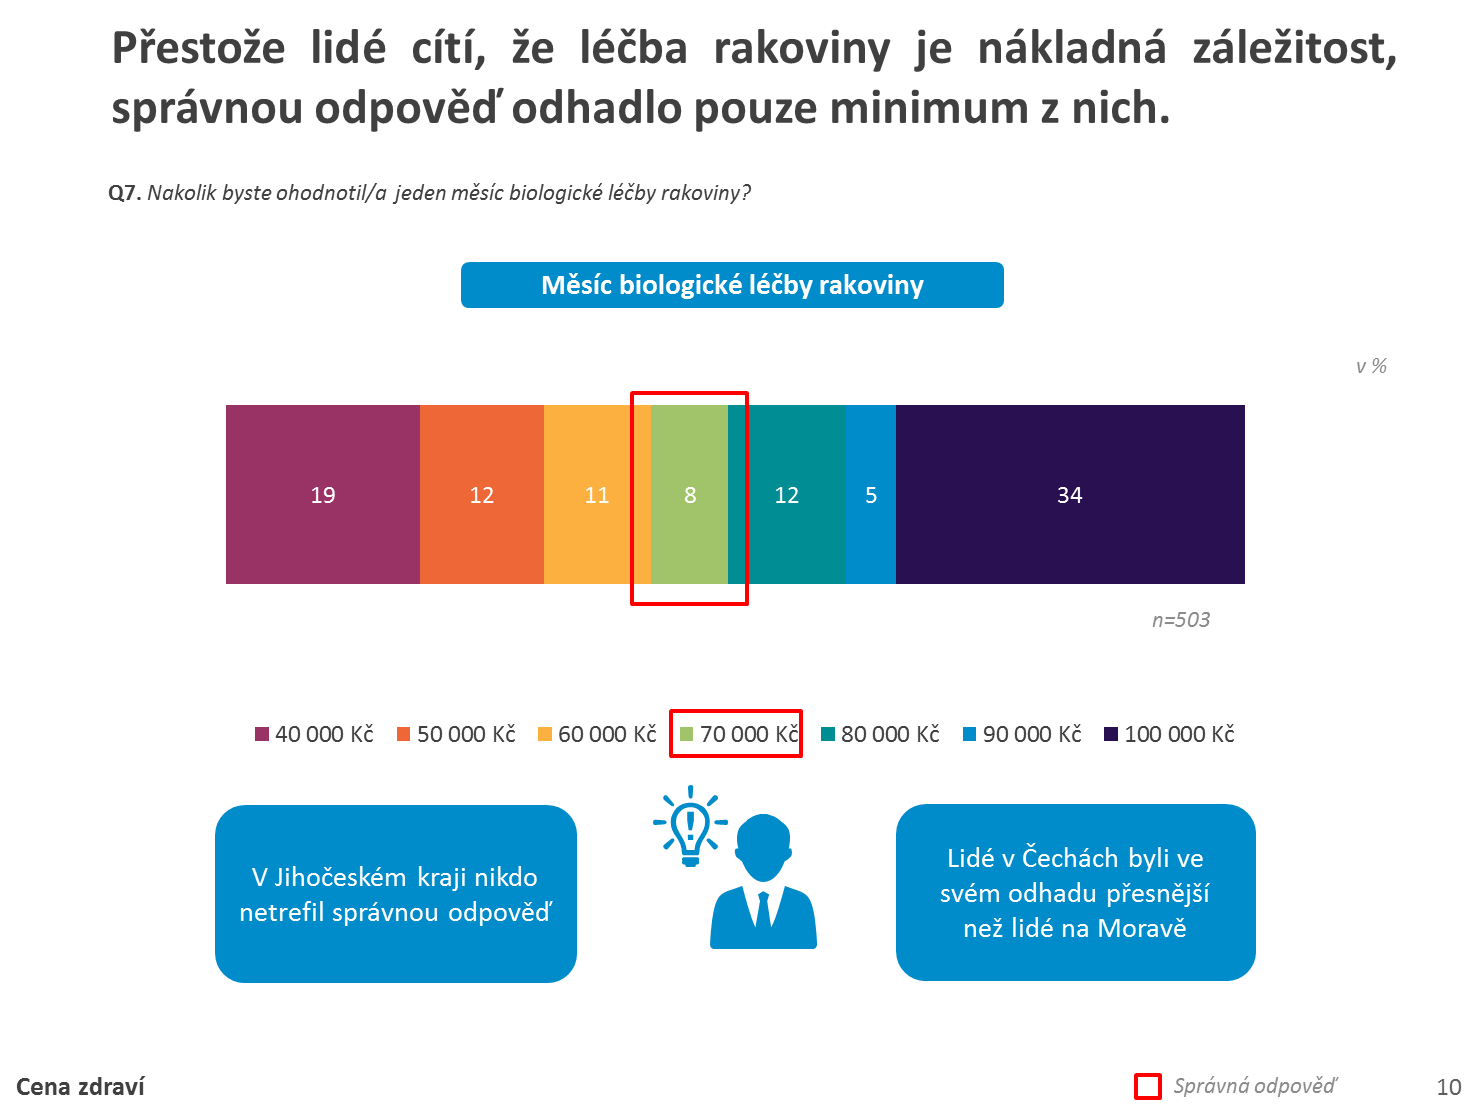 Přestože lidé cítí, že léčba rakoviny je nákladná záležitost,
správnou odpověď odhadlo pouze minimum z nich.
Q7. Nakolik byste ohodnotil/a jeden měsíc biologické léčby rakoviny?
Měsíc biologické léčby rakoviny
v %
19 12 11 8 12 5 34
n=503
40 000 Kč 50 000 Kč 60 000 Kč 70 000 Kč 80 000 Kč 90 000 Kč 100 000 Kč
V Jihočeském kraji nikdo
netrefil správnou odpověď
Lidé v Čechách byli ve
svém odhadu přesnější
než lidé na Moravě
Cena zdraví
Správná odpověď
10